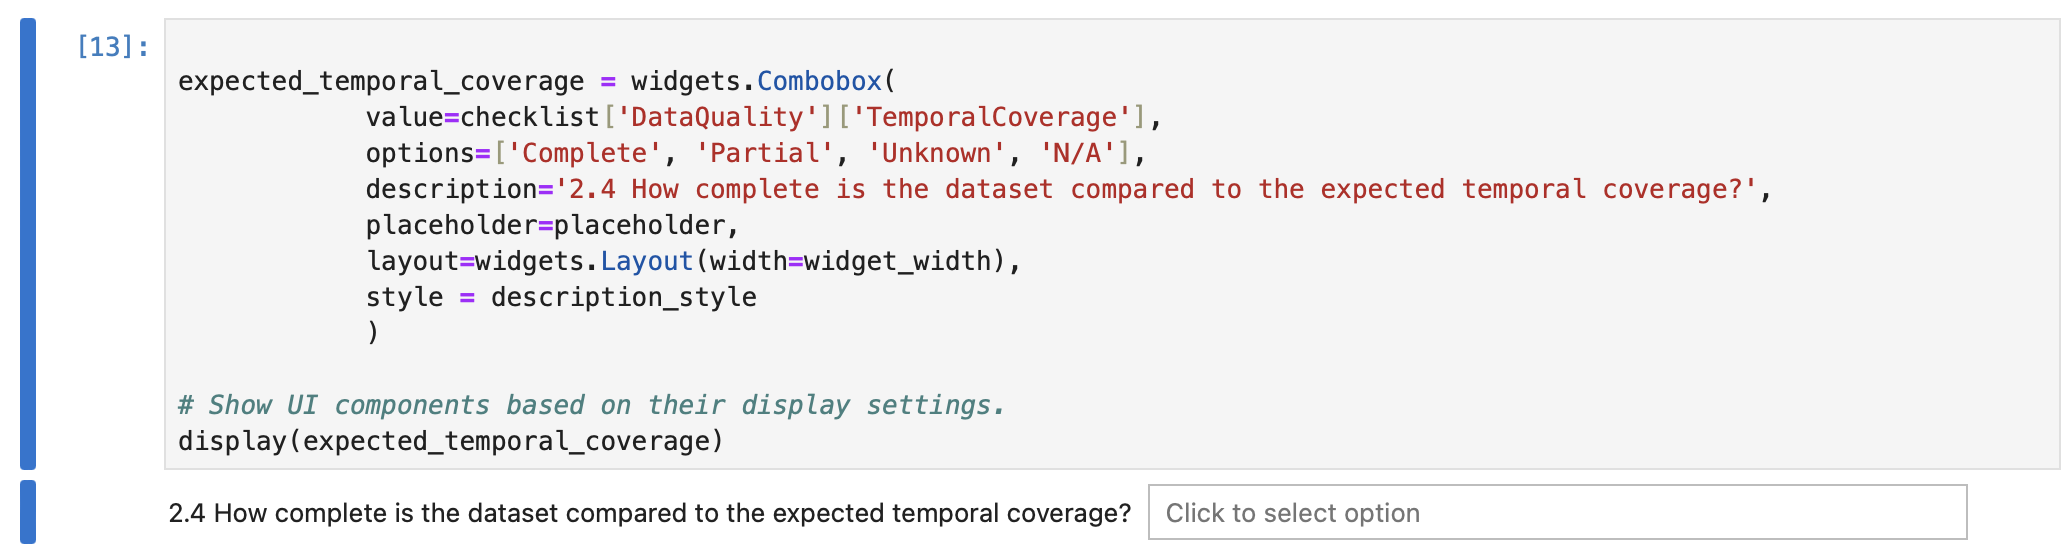 [13]:
expected_temporal_coverage = widgets.Combobox(
value=checklist['DataQuality']['TemporalCoverage'],
options=['Complete', 'Partial', 'Unknown', 'N/A'],
description='2.4 How complete is the dataset compared to the expected temporal coverage?',
placeholder=placeholder,
layout=widgets.Layout(width=widget_width),
style = description_style
)
# Show UI components based on their display settings.
display(expected_temporal_coverage)
2.4 How complete is the dataset compared to the expected temporal coverage? Click to select option